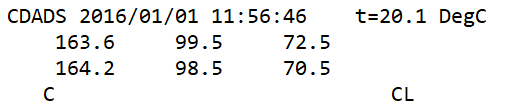 CDADS 2016/01/01 11:56:46    t=20.1 DegC
163.6     99.5     72.5
164.2     98.5     70.5
C                              CL